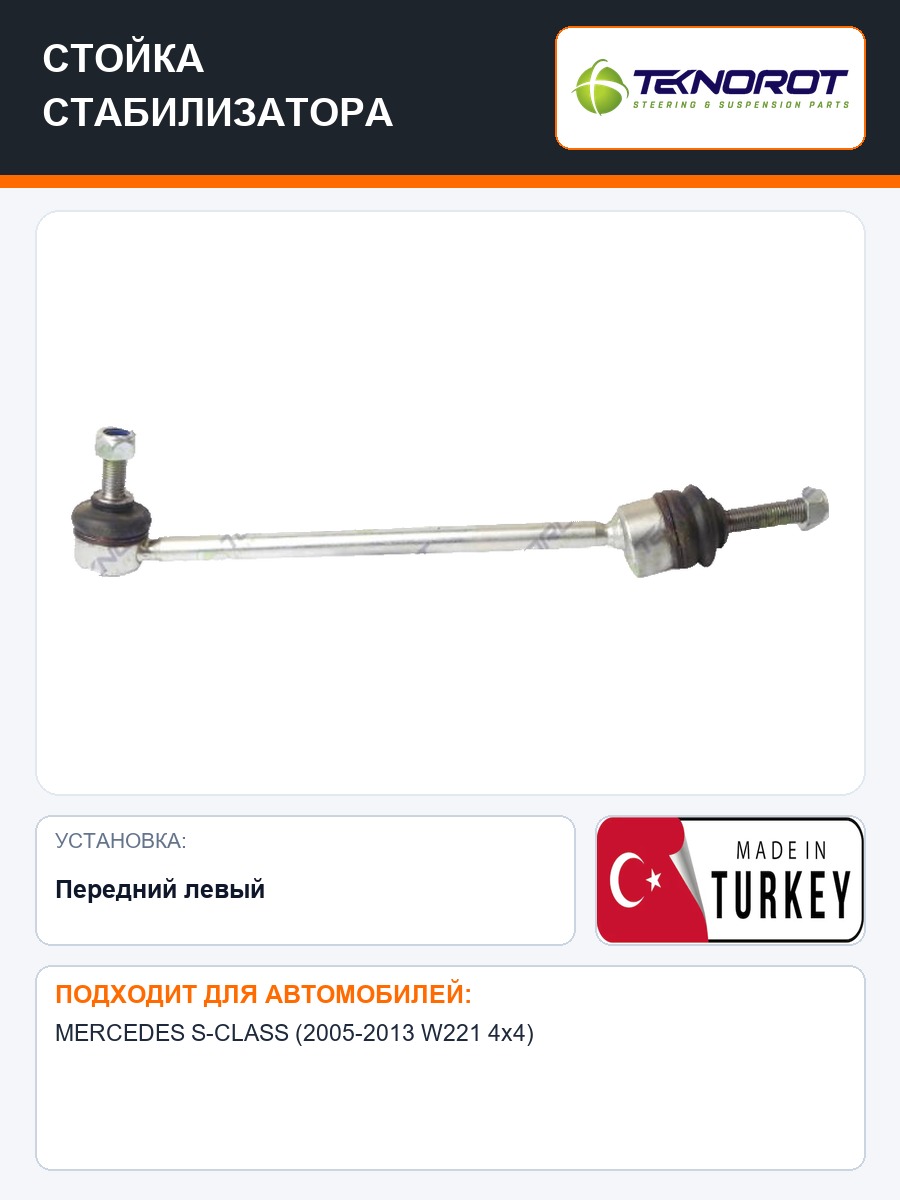 СТОЙКА
СТАБИЛИЗАТОРА
TEKNOROT
STEERING & SUSPENSION PARTS
УСТАНОВКА:
Передний левый
MADE IN
TURKEY
ПОДХОДИТ ДЛЯ АВТОМОБИЛЕЙ:
MERCEDES S-CLASS (2005-2013 W221 4x4)